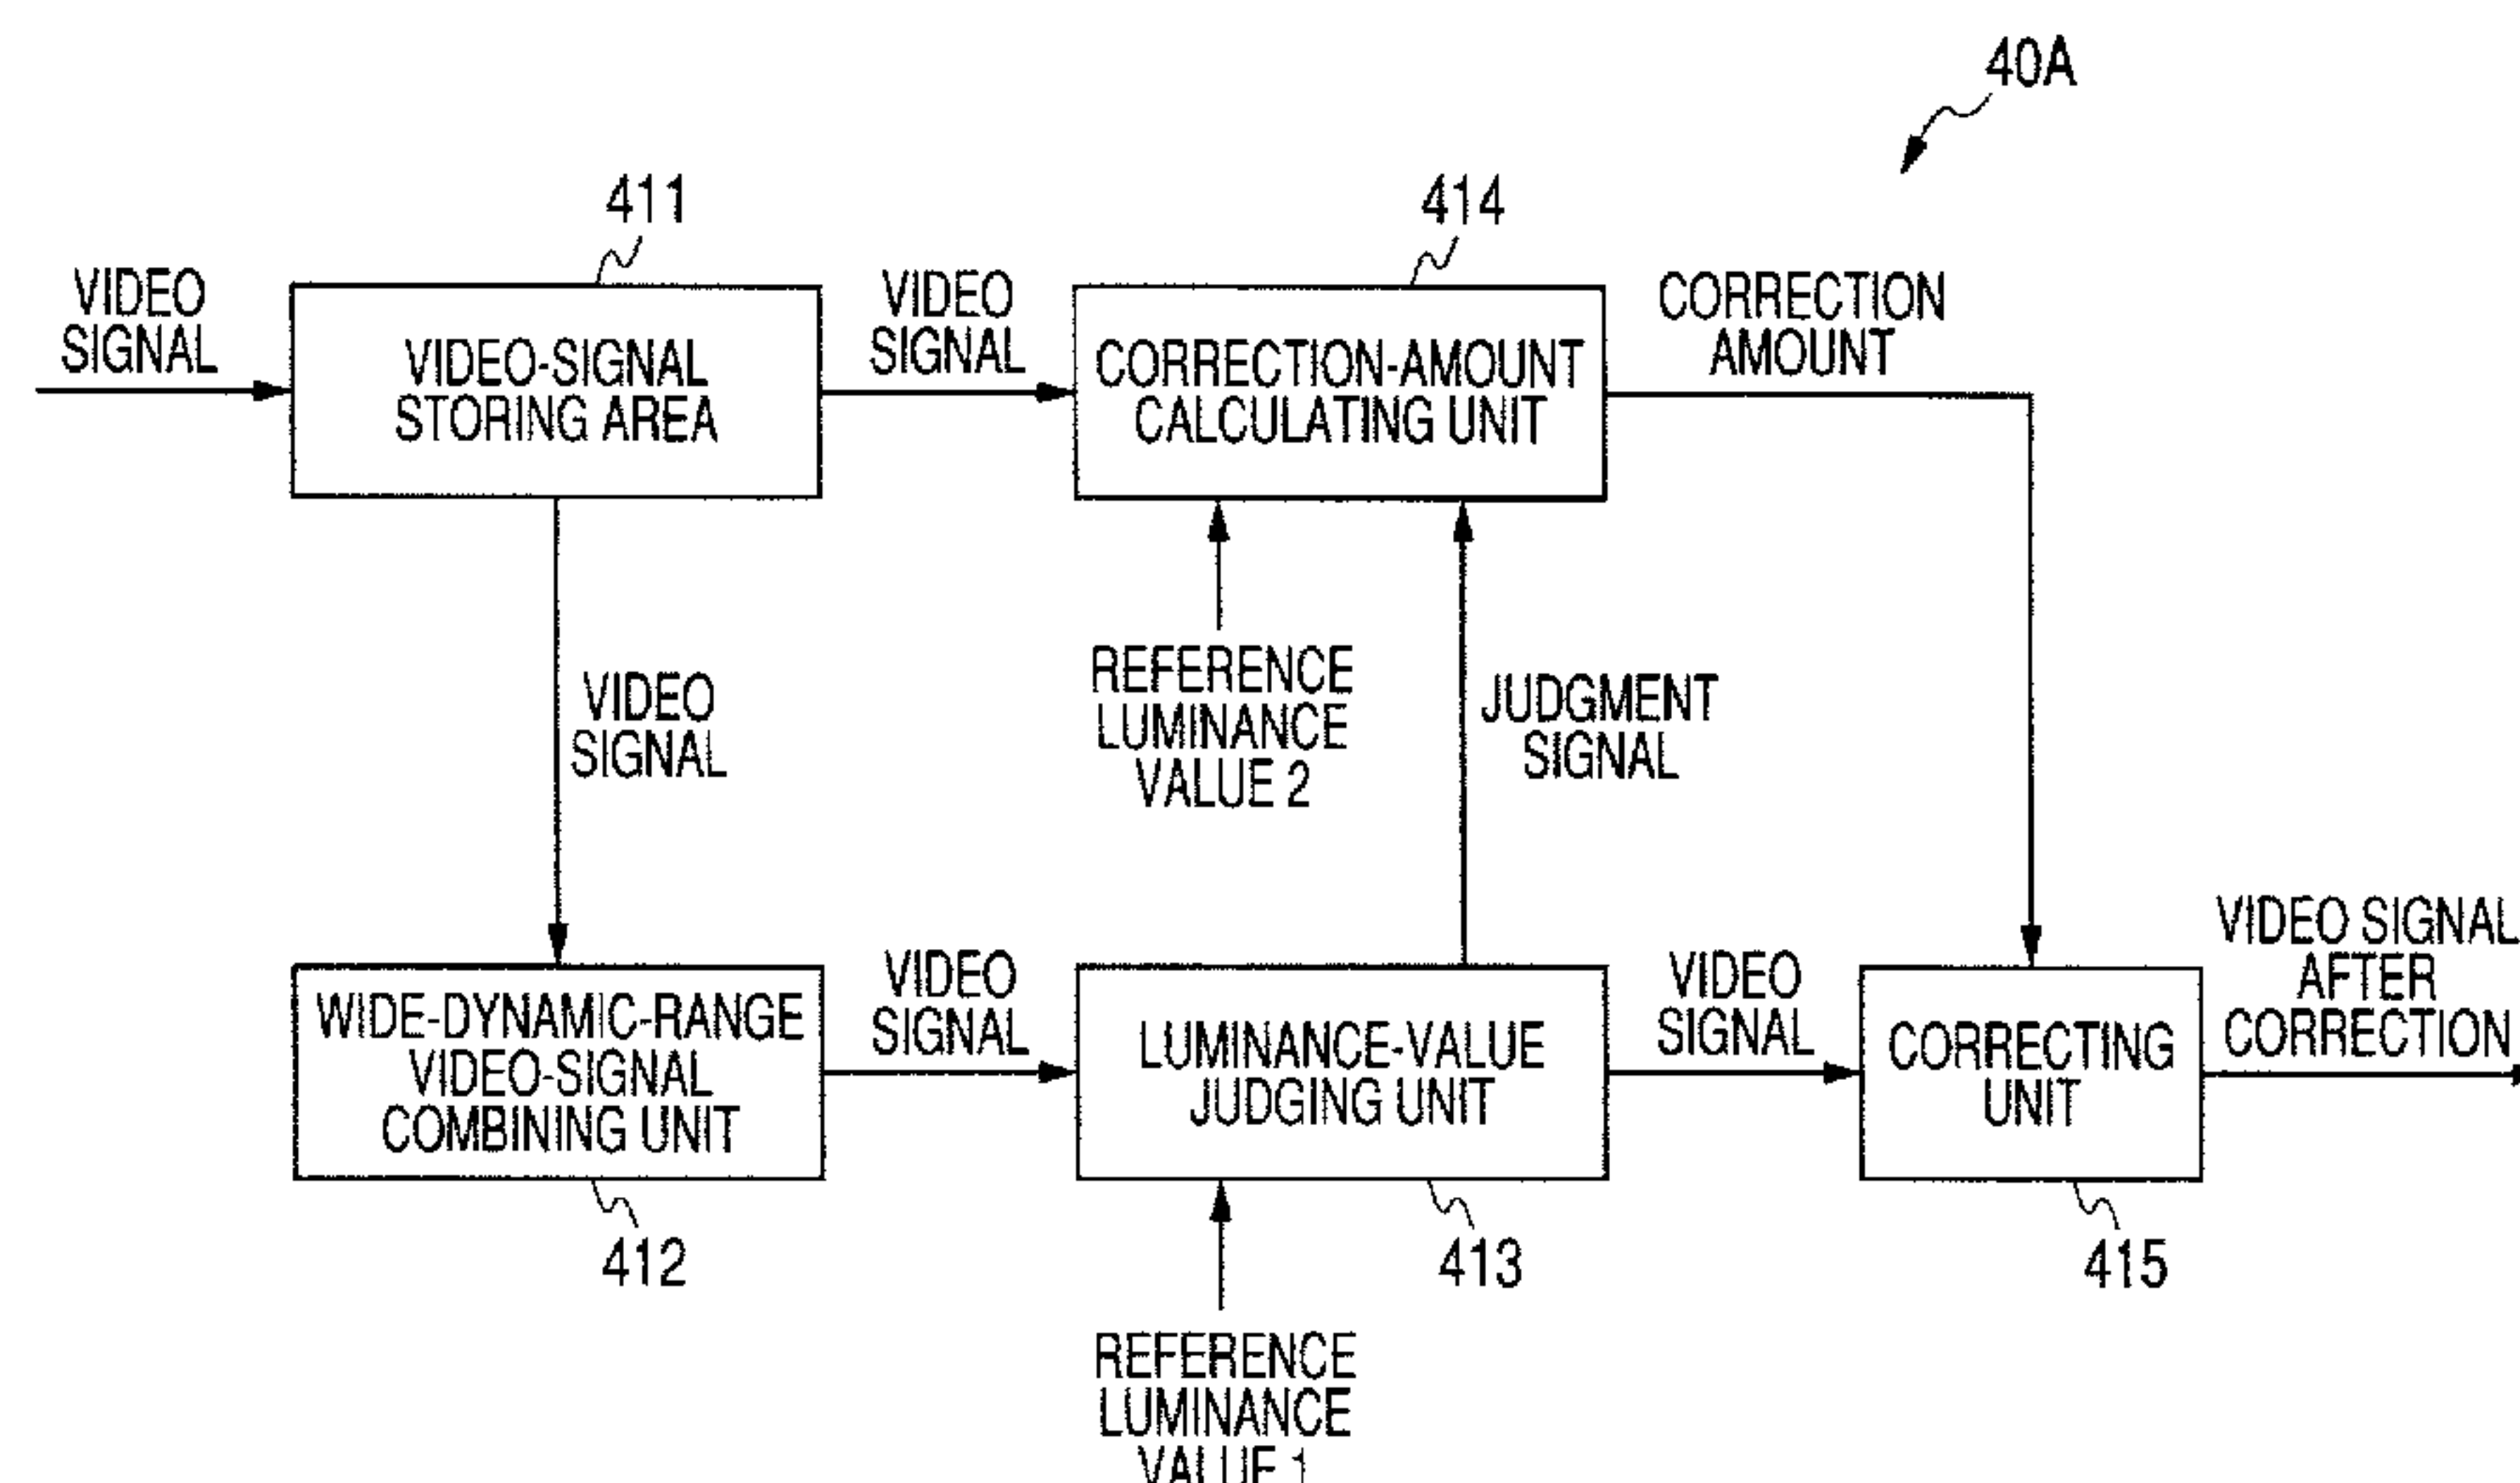 40A
411
414
VIDEO
SIGNAL
VIDEO-SIGNAL
STORING AREA
VIDEO
SIGNAL
CORRECTION-AMOUNT
CALCULATING UNIT
CORRECTION
AMOUNT
VIDEO
SIGNAL
REFERENCE
LUMINANCE
VALUE 2
JUDGMENT
SIGNAL
WIDE-DYNAMIC-RANGE
VIDEO-SIGNAL
COMBINING UNIT
VIDEO
SIGNAL
LUMINANCE-VALUE
JUDGING UNIT
VIDEO
SIGNAL
CORRECTING
UNIT
VIDEO SIGNAL
AFTER
CORRECTION
412
413
415
REFERENCE
LUMINANCE
VALUE 1